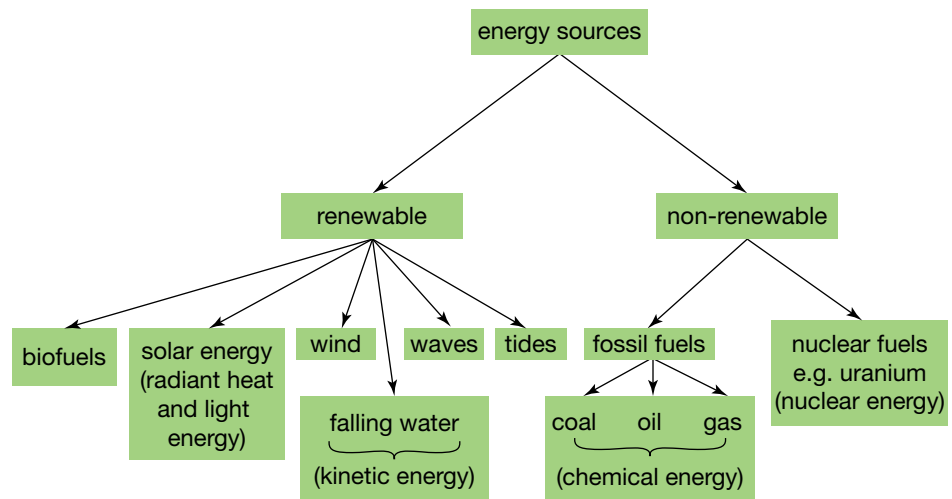 energy sources
renewable
non-renewable
biofuels
solar energy
(radiant heat
and light
energy)
wind
waves
tides
fossil fuels
nuclear fuels
e.g. uranium
(nuclear energy)
falling water
(kinetic energy)
coal oil gas
(chemical energy)